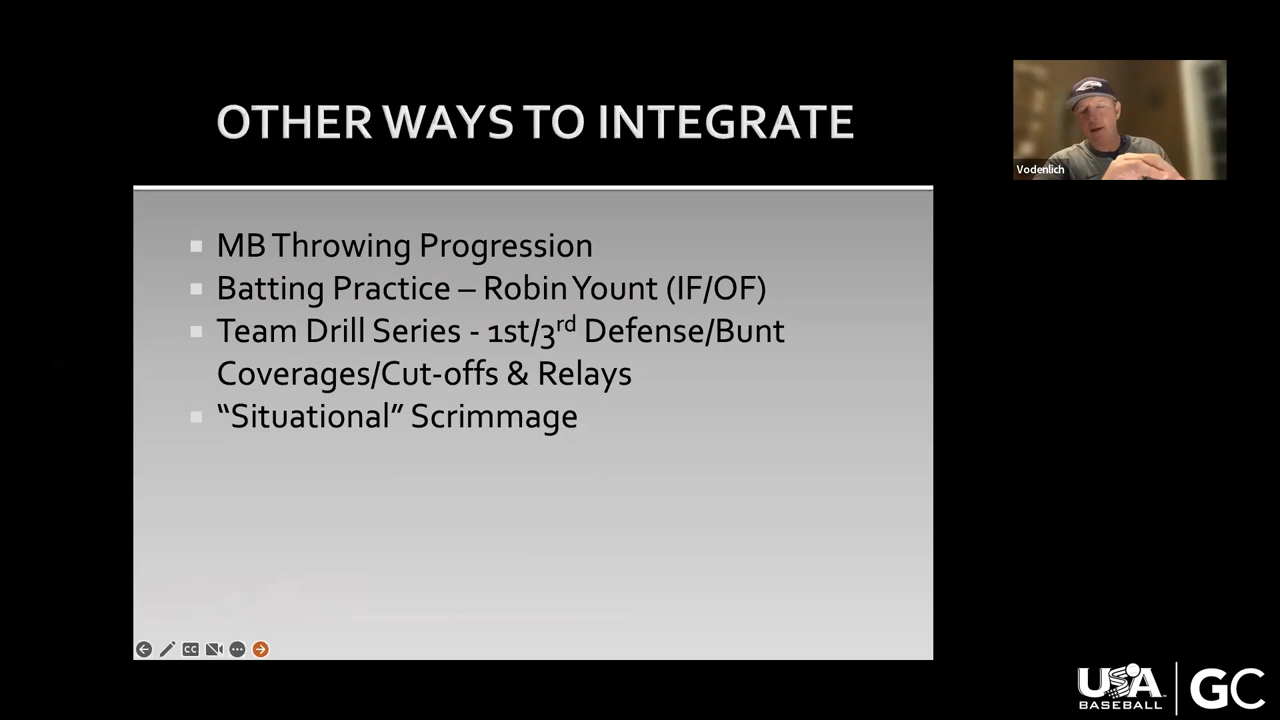 OTHER WAYS TO INTEGRATE
Vodenlich
MB Throwing Progression
Batting Practice – Robin Yount (IF/OF)
Team Drill Series - 1st/3rd Defense/Bunt
Coverages/Cut-offs & Relays
“Situational” Scrimmage
CC
USA
BASEBALL
GC